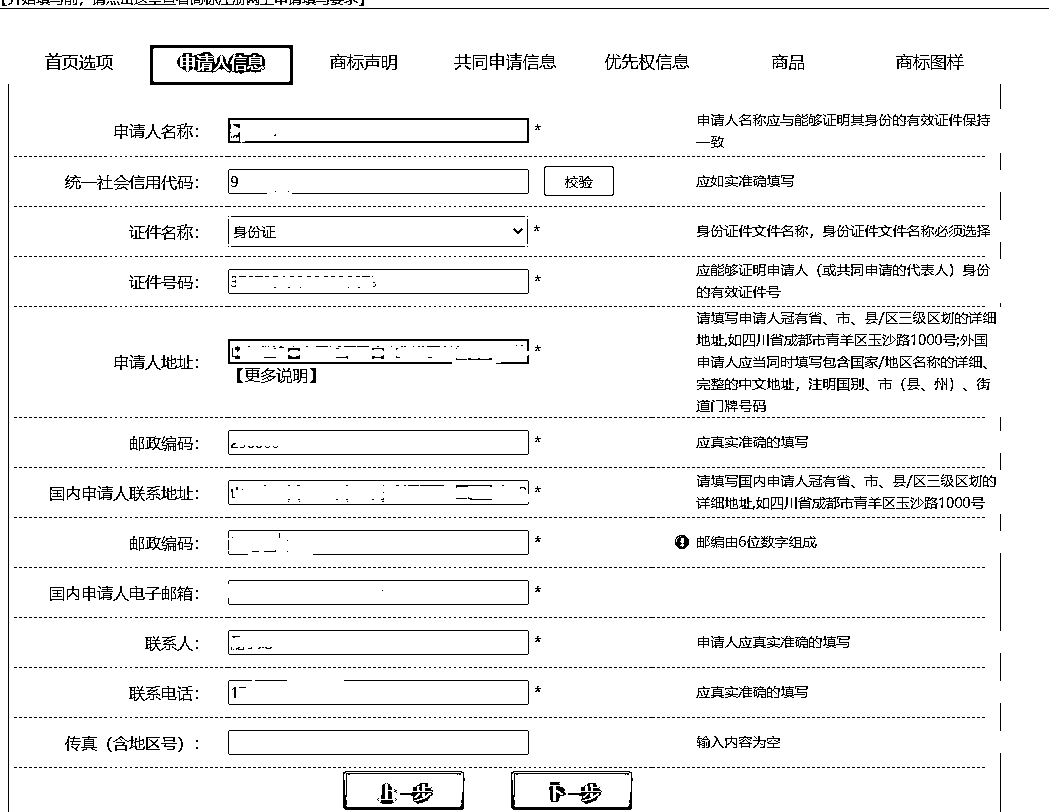 首页选项 申请人信息 商标声明 共同申请信息 优先权信息 商品 商标图样
申请人名称： * 申请人名称应与能够证明其身份的有效证件保持
一致
统一社会信用代码： 9 校验 应如实准确填写
证件名称： 身份证 * 身份证件文件名称，身份证件文件名称必须选择
证件号码： * 应能够证明申请人（或共同申请的代表人）身份
的有效证件号
申请人地址： * 请填写申请人冠有省、市、县/区三级区划的详细
地址,如四川省成都市青羊区玉沙路1000号;外国
申请人应当同时填写包含国家/地区名称的详细、
完整的中文地址，注明国别、市（县、州）、街
道门牌号码
【更多说明】
邮政编码： * 应真实准确的填写
国内申请人联系地址： * 请填写国内申请人冠有省、市、县/区三级区划的
详细地址,如四川省成都市青羊区玉沙路1000号
邮政编码： * 邮编由6位数字组成
国内申请人电子邮箱： *
联系人： * 申请人应真实准确的填写
联系电话： 1 * 应真实准确的填写
传真（含地区号）： 输入内容为空
上一步 下一步